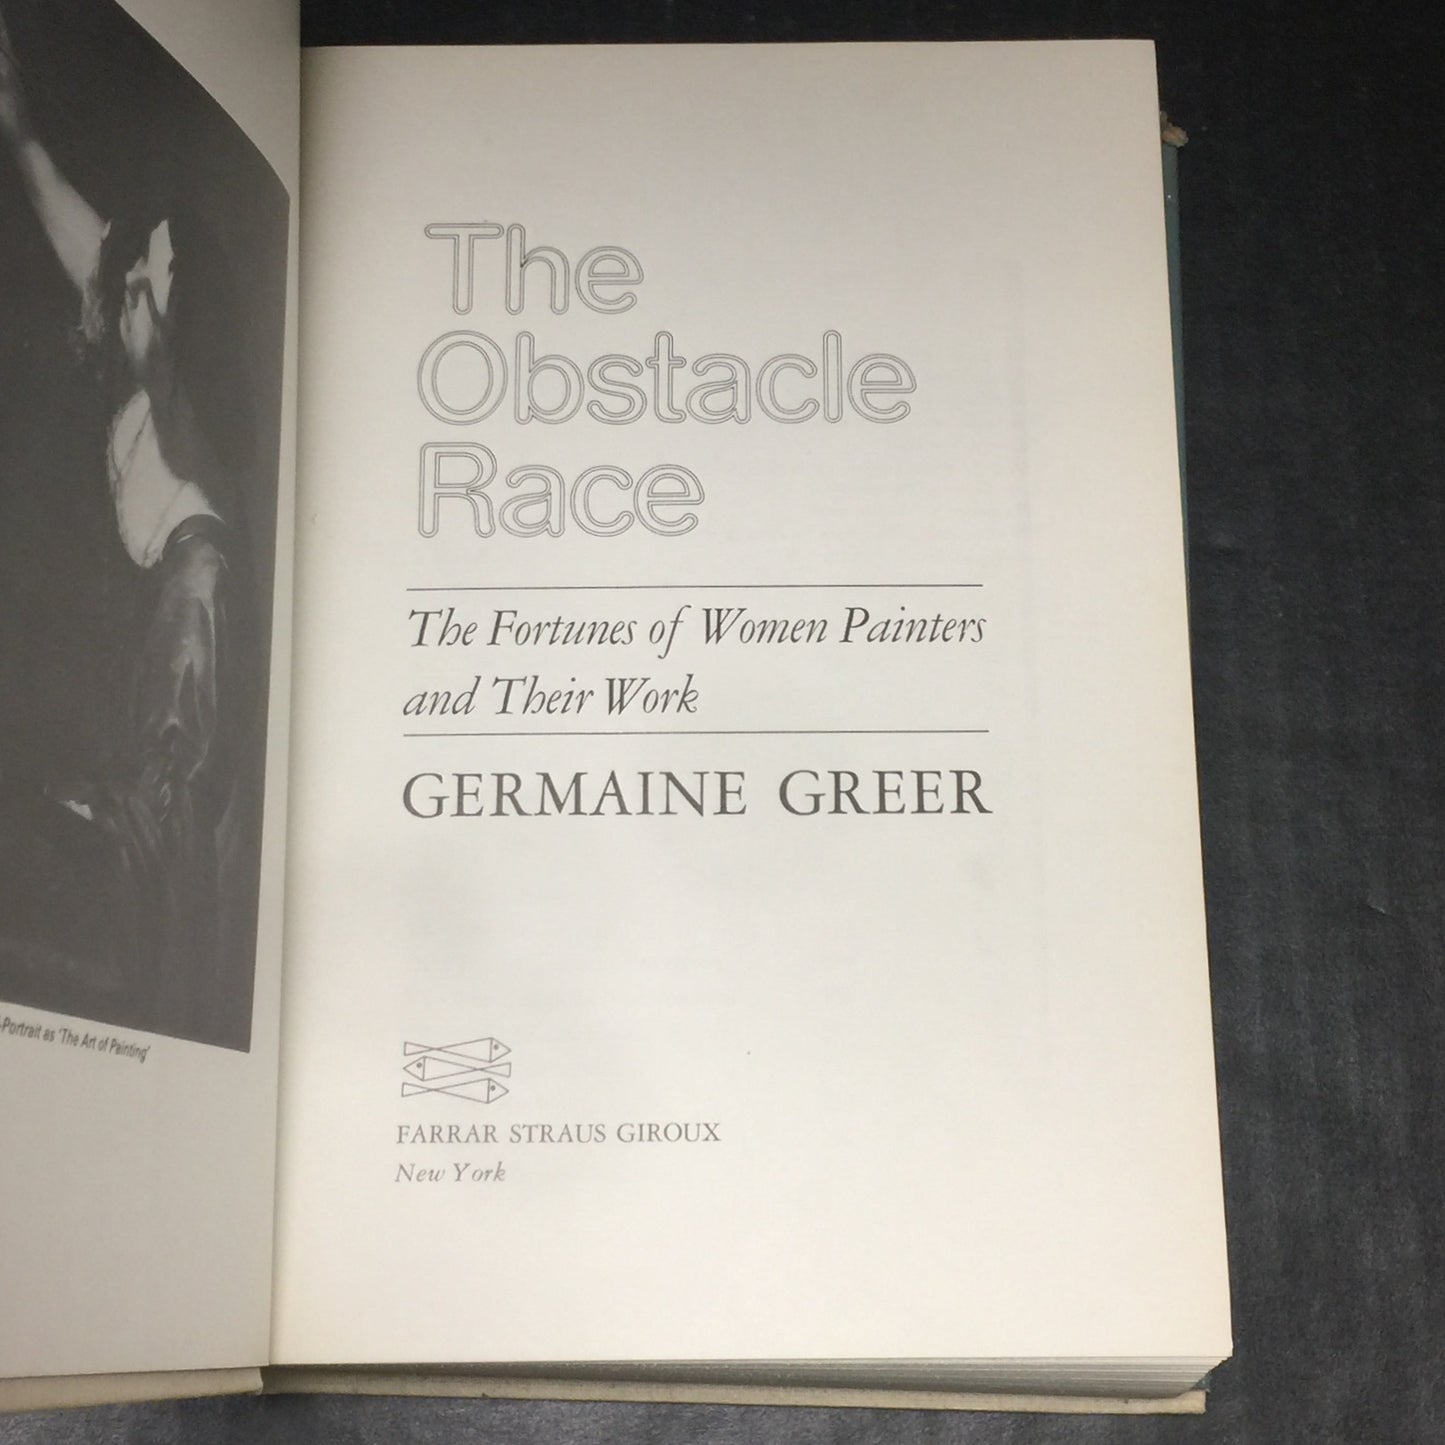 -Portrait as 'The Art of Painting'
The
Obstacle
Race
The Fortunes of Women Painters
and Their Work
GERMAINE GREER
FARRAR STRAUS GIROUX
New York